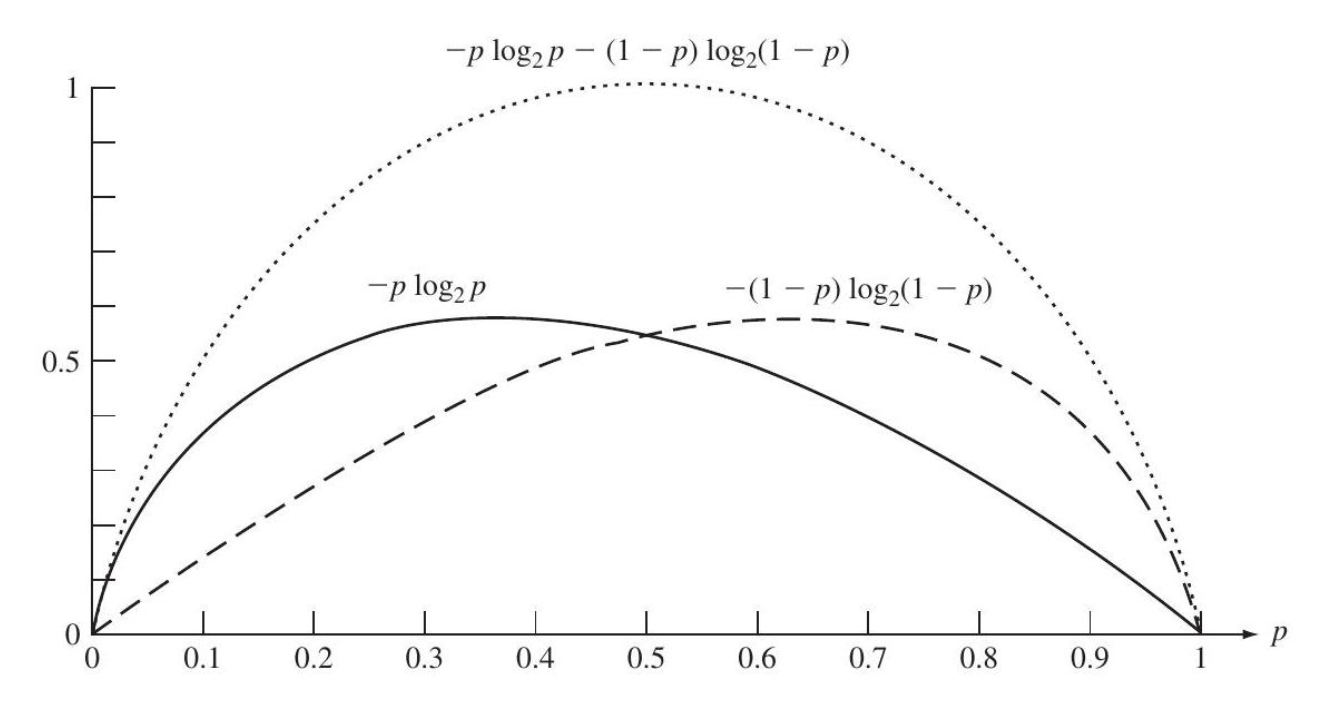 −p log₂ p − (1 − p) log₂(1 − p)
1
−p log₂ p
−(1 − p) log₂(1 − p)
0.5
0
p
0 0.1 0.2 0.3 0.4 0.5 0.6 0.7 0.8 0.9 1